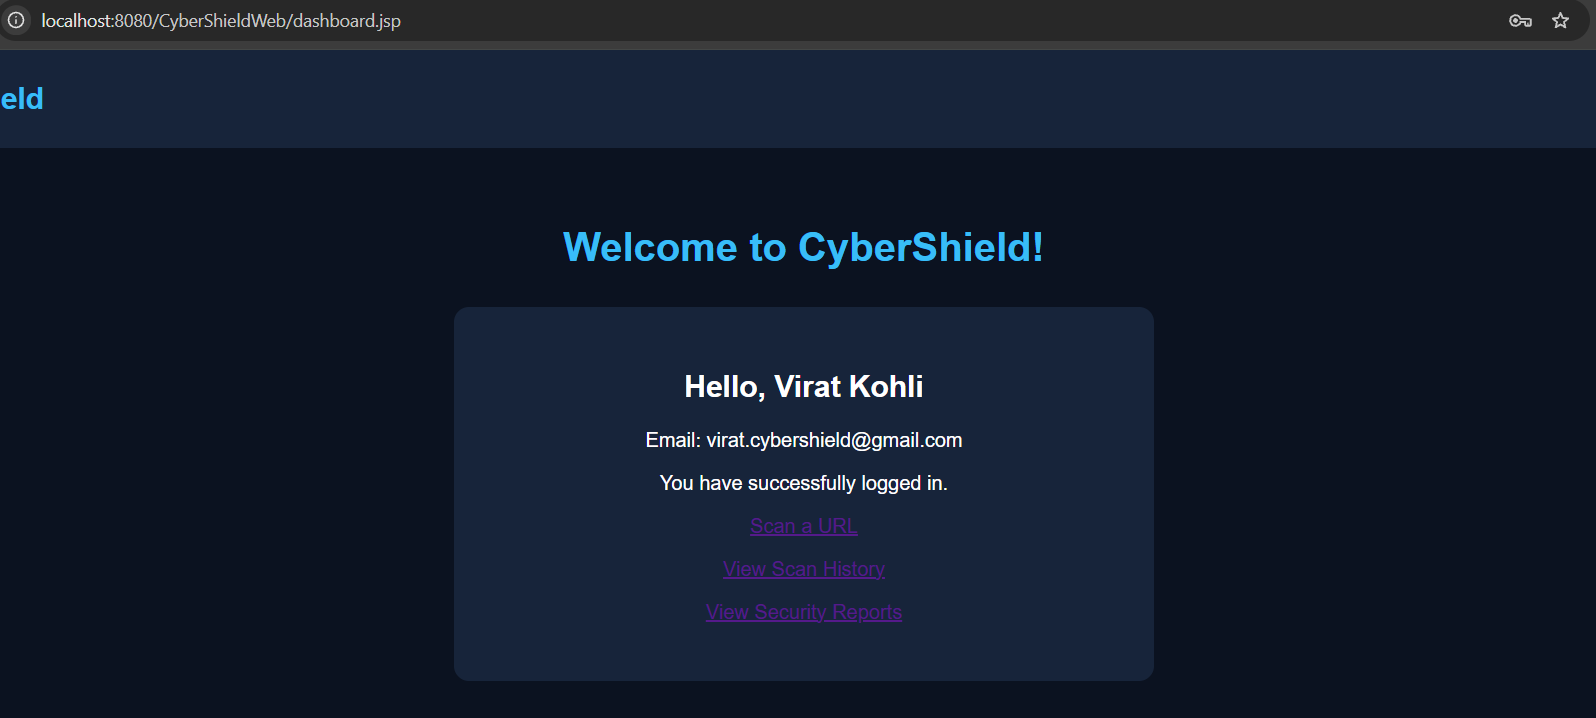 localhost:8080/CyberShieldWeb/dashboard.jsp
eld
Welcome to CyberShield!
Hello, Virat Kohli
Email: virat.cybershield@gmail.com
You have successfully logged in.
Scan a URL
View Scan History
View Security Reports